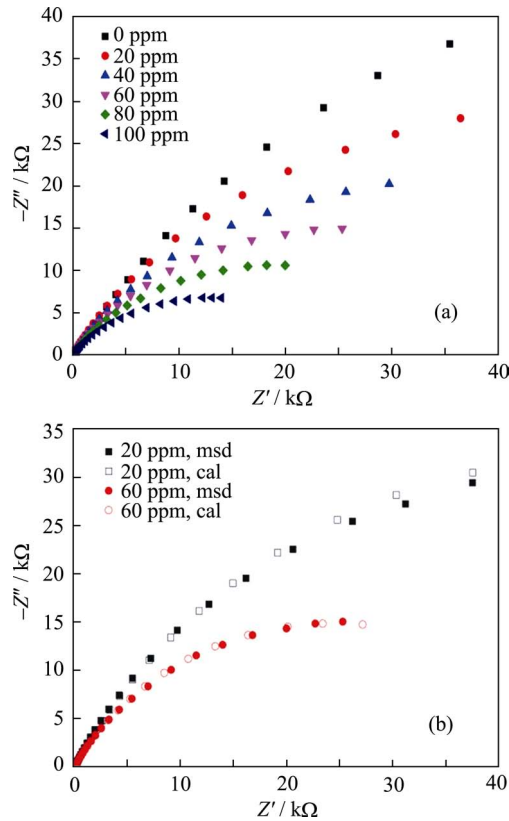 (a)
40
35
30
25
20
15
10
5
0
−Z″ / kΩ
0 ppm
20 ppm
40 ppm
60 ppm
80 ppm
100 ppm
(a)
0 10 20 30 40
Z′ / kΩ
35
30
25
20
15
10
5
0
−Z″ / kΩ
20 ppm, msd
20 ppm, cal
60 ppm, msd
60 ppm, cal
(b)
0 10 20 30 40
Z′ / kΩ